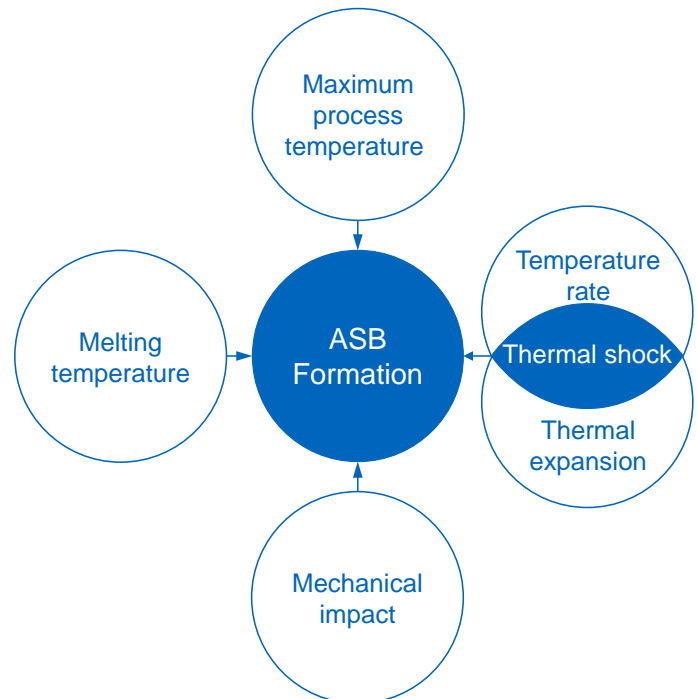 Maximum
process
temperature
Temperature
rate
ASB
Formation
Thermal shock
Melting
temperature
Thermal
expansion
Mechanical
impact